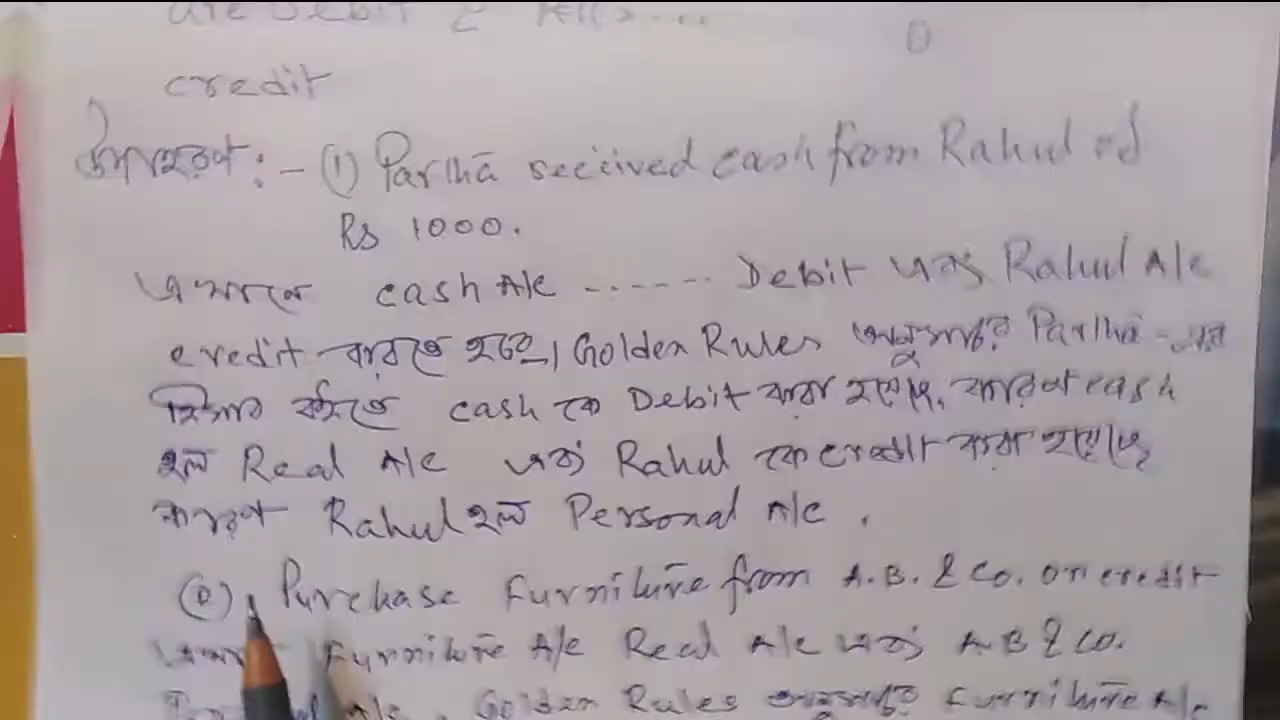 credit
উদাহরণ :- (1) Partha received cash from Rahul of
Rs 1000.
এখানে cash A/c ...... Debit এবং Rahul A/c
credit করতে হবে। Golden Rules অনুসারে Partha-এর
হিসাব বইতে cash কে Debit করা হয়েছে, কারণ cash
হল Real A/c এবং Rahul কে credit করা হয়েছে
কারণ Rahul হল Personal A/c.
(2) Purchase Furniture from A.B. & Co. on credit
Furniture A/c Real A/c এবং A.B & Co.
A/c. Golden Rules অনুসারে Furniture A/c